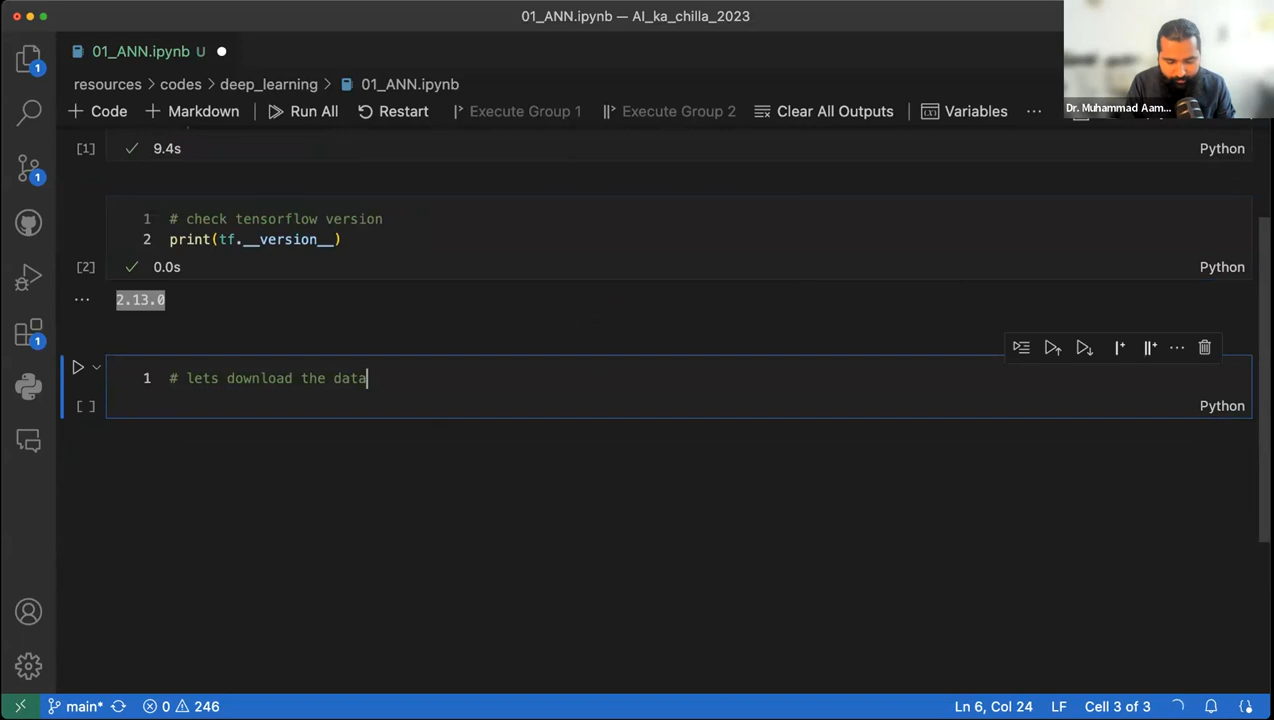 01_ANN.ipynb — AI_ka_chilla_2023
01_ANN.ipynb U
resources > codes > deep_learning > 01_ANN.ipynb
Code Markdown Run All Restart Execute Group 1 Execute Group 2 Clear All Outputs Variables ...
Dr. Muhammad Aam...
1
1
1
[1] 9.4s Python
1 # check tensorflow version
2 print(tf.__version__)
[2] 0.0s Python
... 2.13.0
1 # lets download the data
[ ] Python
main* 0 246 Ln 6, Col 24 LF Cell 3 of 3